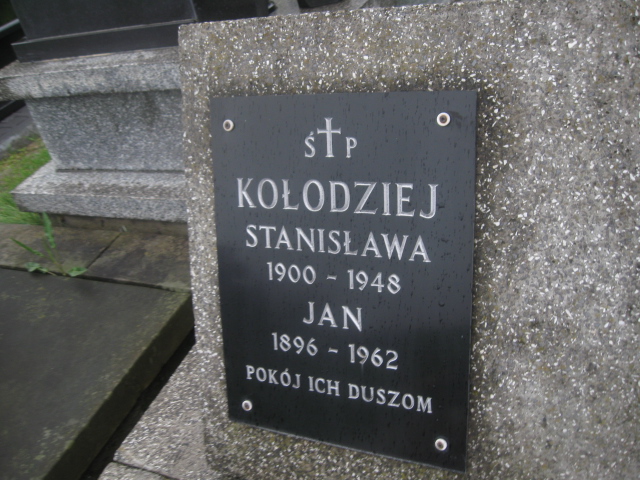 Ś†P
KOŁODZIEJ
STANISŁAWA
1900 - 1948
JAN
1896 - 1962
POKÓJ ICH DUSZOM